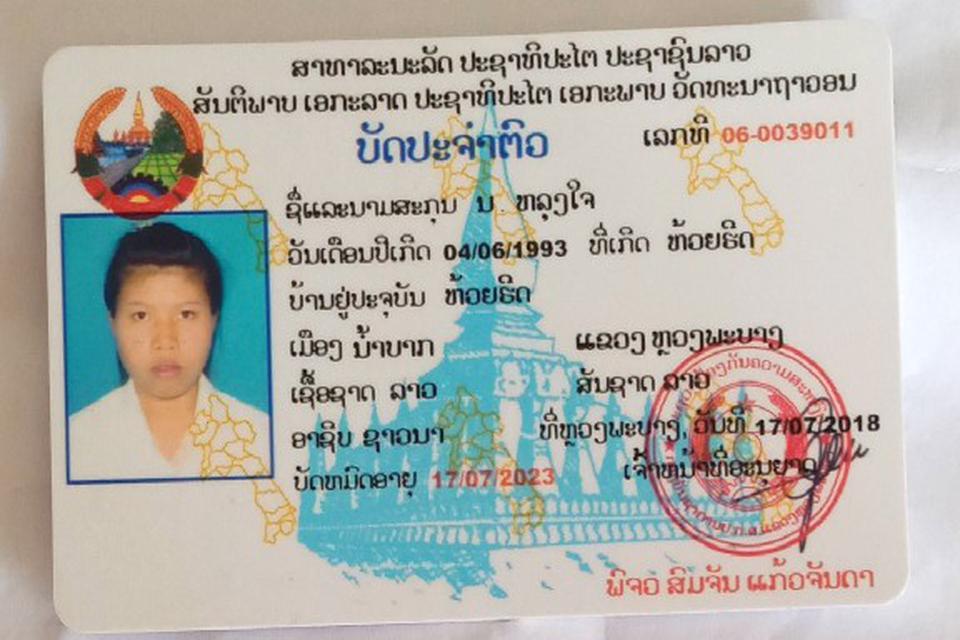 ສາທາລະນະລັດ ປະຊາທິປະໄຕ ປະຊາຊົນລາວ
ສັນຕິພາບ ເອກະລາດ ປະຊາທິປະໄຕ ເອກະພາບ ວັດທະນາຖາວອນ
ບັດປະຈຳຕົວ ເລກທີ 06-0039011
ຊື່ແລະນາມສະກຸນ ນ. ຫລຸງໃຈ
ວັນເດືອນປີເກີດ 04/06/1993 ທີ່ເກີດ ຫ້ວຍຮິດ
ບ້ານຢູ່ປະຈຸບັນ ຫ້ວຍຮິດ
ເມືອງ ນ້ຳບາກ ແຂວງ ຫຼວງພະບາງ
ເຊື້ອຊາດ ລາວ ສັນຊາດ ລາວ
ອາຊີບ ຊາວນາ ທີ່ຫຼວງພະບາງ, ວັນທີ 17/07/2018
ບັດຫມົດອາຍຸ 17/07/2023 ເຈົ້າຫນ້າທີ່ອະນຸຍາດ
ພິຈວ ສົມຈັນ ແກ້ວຈັນດາ